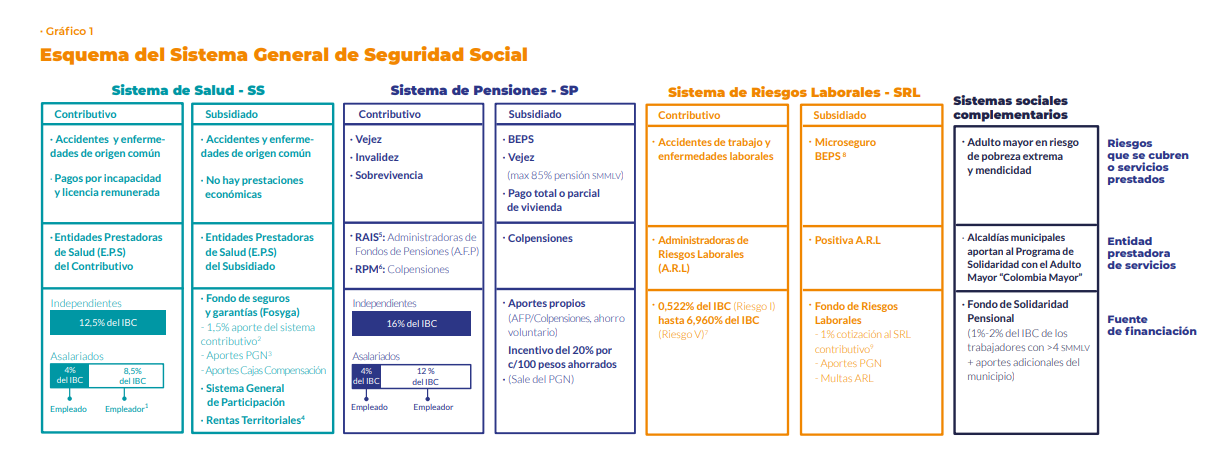 · Gráfico 1
Esquema del Sistema General de Seguridad Social
Sistema de Salud - SS
Contributivo
· Accidentes y enferme-
dades de origen común
· Pagos por incapacidad
y licencia remunerada
· Entidades Prestadoras
de Salud (E.P.S)
del Contributivo
Independientes
12,5% del IBC
Asalariados
4%
del IBC
8,5%
del IBC
Empleado
Empleador¹
Subsidiado
· Accidentes y enferme-
dades de origen común
· No hay prestaciones
económicas
· Entidades Prestadoras
de Salud (E.P.S)
del Subsidiado
· Fondo de seguros
y garantías (Fosyga)
- 1,5% aporte del sistema
contributivo²
- Aportes PGN³
- Aportes Cajas Compensación
· Sistema General
de Participación
· Rentas Territoriales⁴
Sistema de Pensiones - SP
Contributivo
· Vejez
· Invalidez
· Sobrevivencia
· RAIS⁵: Administradoras de
Fondos de Pensiones (A.F.P)
· RPM⁶: Colpensiones
Independientes
16% del IBC
Asalariados
4%
del IBC
12 %
del IBC
Empleado
Empleador
Subsidiado
· BEPS
· Vejez
(max 85% pensión SMMLV)
· Pago total o parcial
de vivienda
· Colpensiones
· Aportes propios
(AFP/Colpensiones, ahorro
voluntario)
Incentivo del 20% por
c/100 pesos ahorrados
· (Sale del PGN)
Sistema de Riesgos Laborales - SRL
Contributivo
· Accidentes de trabajo y
enfermedades laborales
· Administradoras de
Riesgos Laborales
(A.R.L)
· 0,522% del IBC (Riesgo I)
hasta 6,960% del IBC
(Riesgo V)⁷
Subsidiado
· Microseguro
BEPS ⁸
· Positiva A.R.L
· Fondo de Riesgos
Laborales
- 1% cotización al SRL
contributivo⁹
- Aportes PGN
- Multas ARL
Sistemas sociales
complementarios
· Adulto mayor en riesgo
de pobreza extrema
y mendicidad
· Alcaldías municipales
aportan al Programa de
Solidaridad con el Adulto
Mayor "Colombia Mayor"
· Fondo de Solidaridad
Pensional
(1%-2% del IBC de los
trabajadores con >4 SMMLV
+ aportes adicionales del
municipio)
Riesgos
que se cubren
o servicios
prestados
Entidad
prestadora
de servicios
Fuente
de financiación